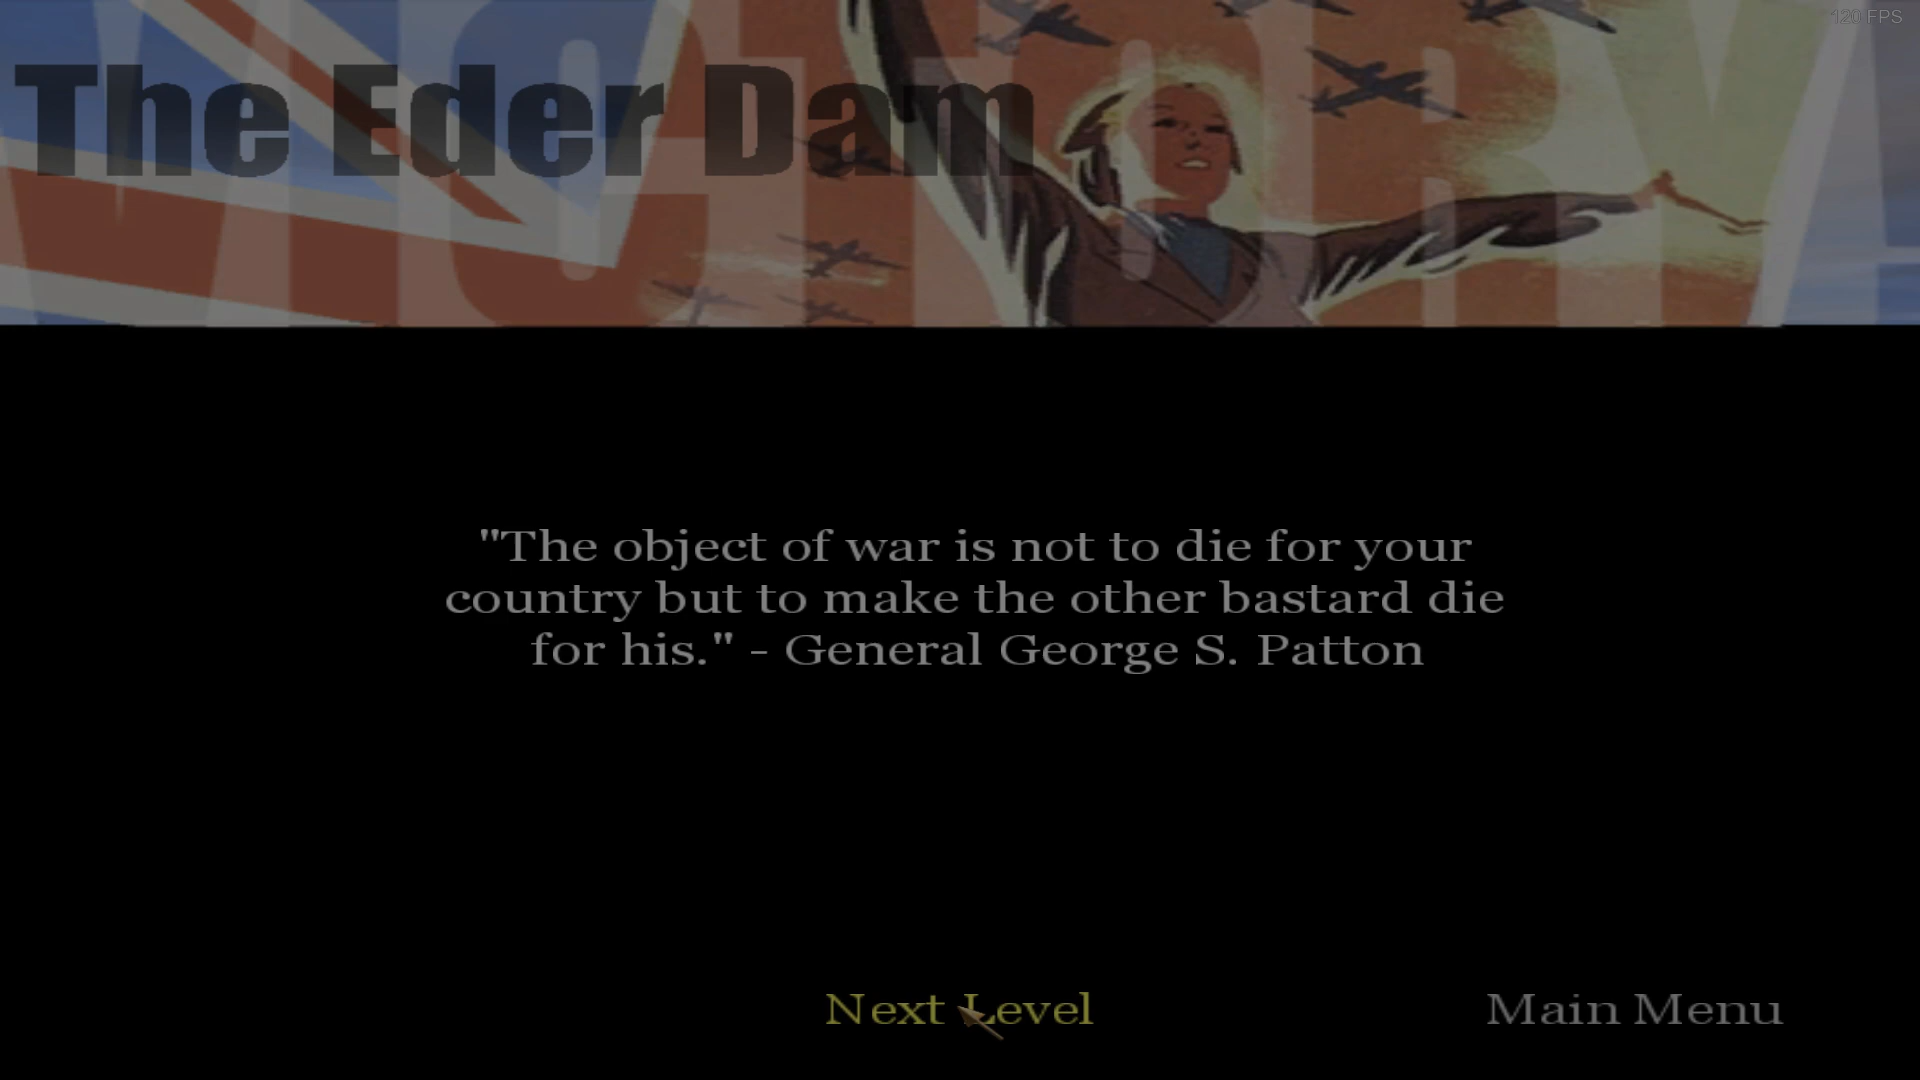 120 FPS
VICTORY
The Eder Dam
"The object of war is not to die for your
country but to make the other bastard die
for his." - General George S. Patton
Next Level
Main Menu